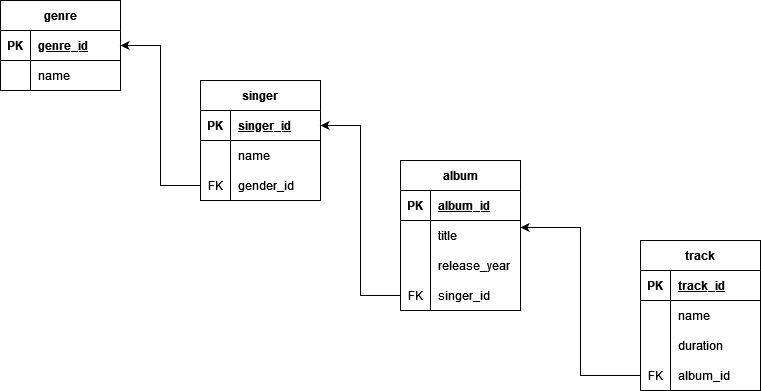 genre
PK genre_id
name
singer
PK singer_id
name
FK gender_id
album
PK album_id
title
release_year
FK singer_id
track
PK track_id
name
duration
FK album_id